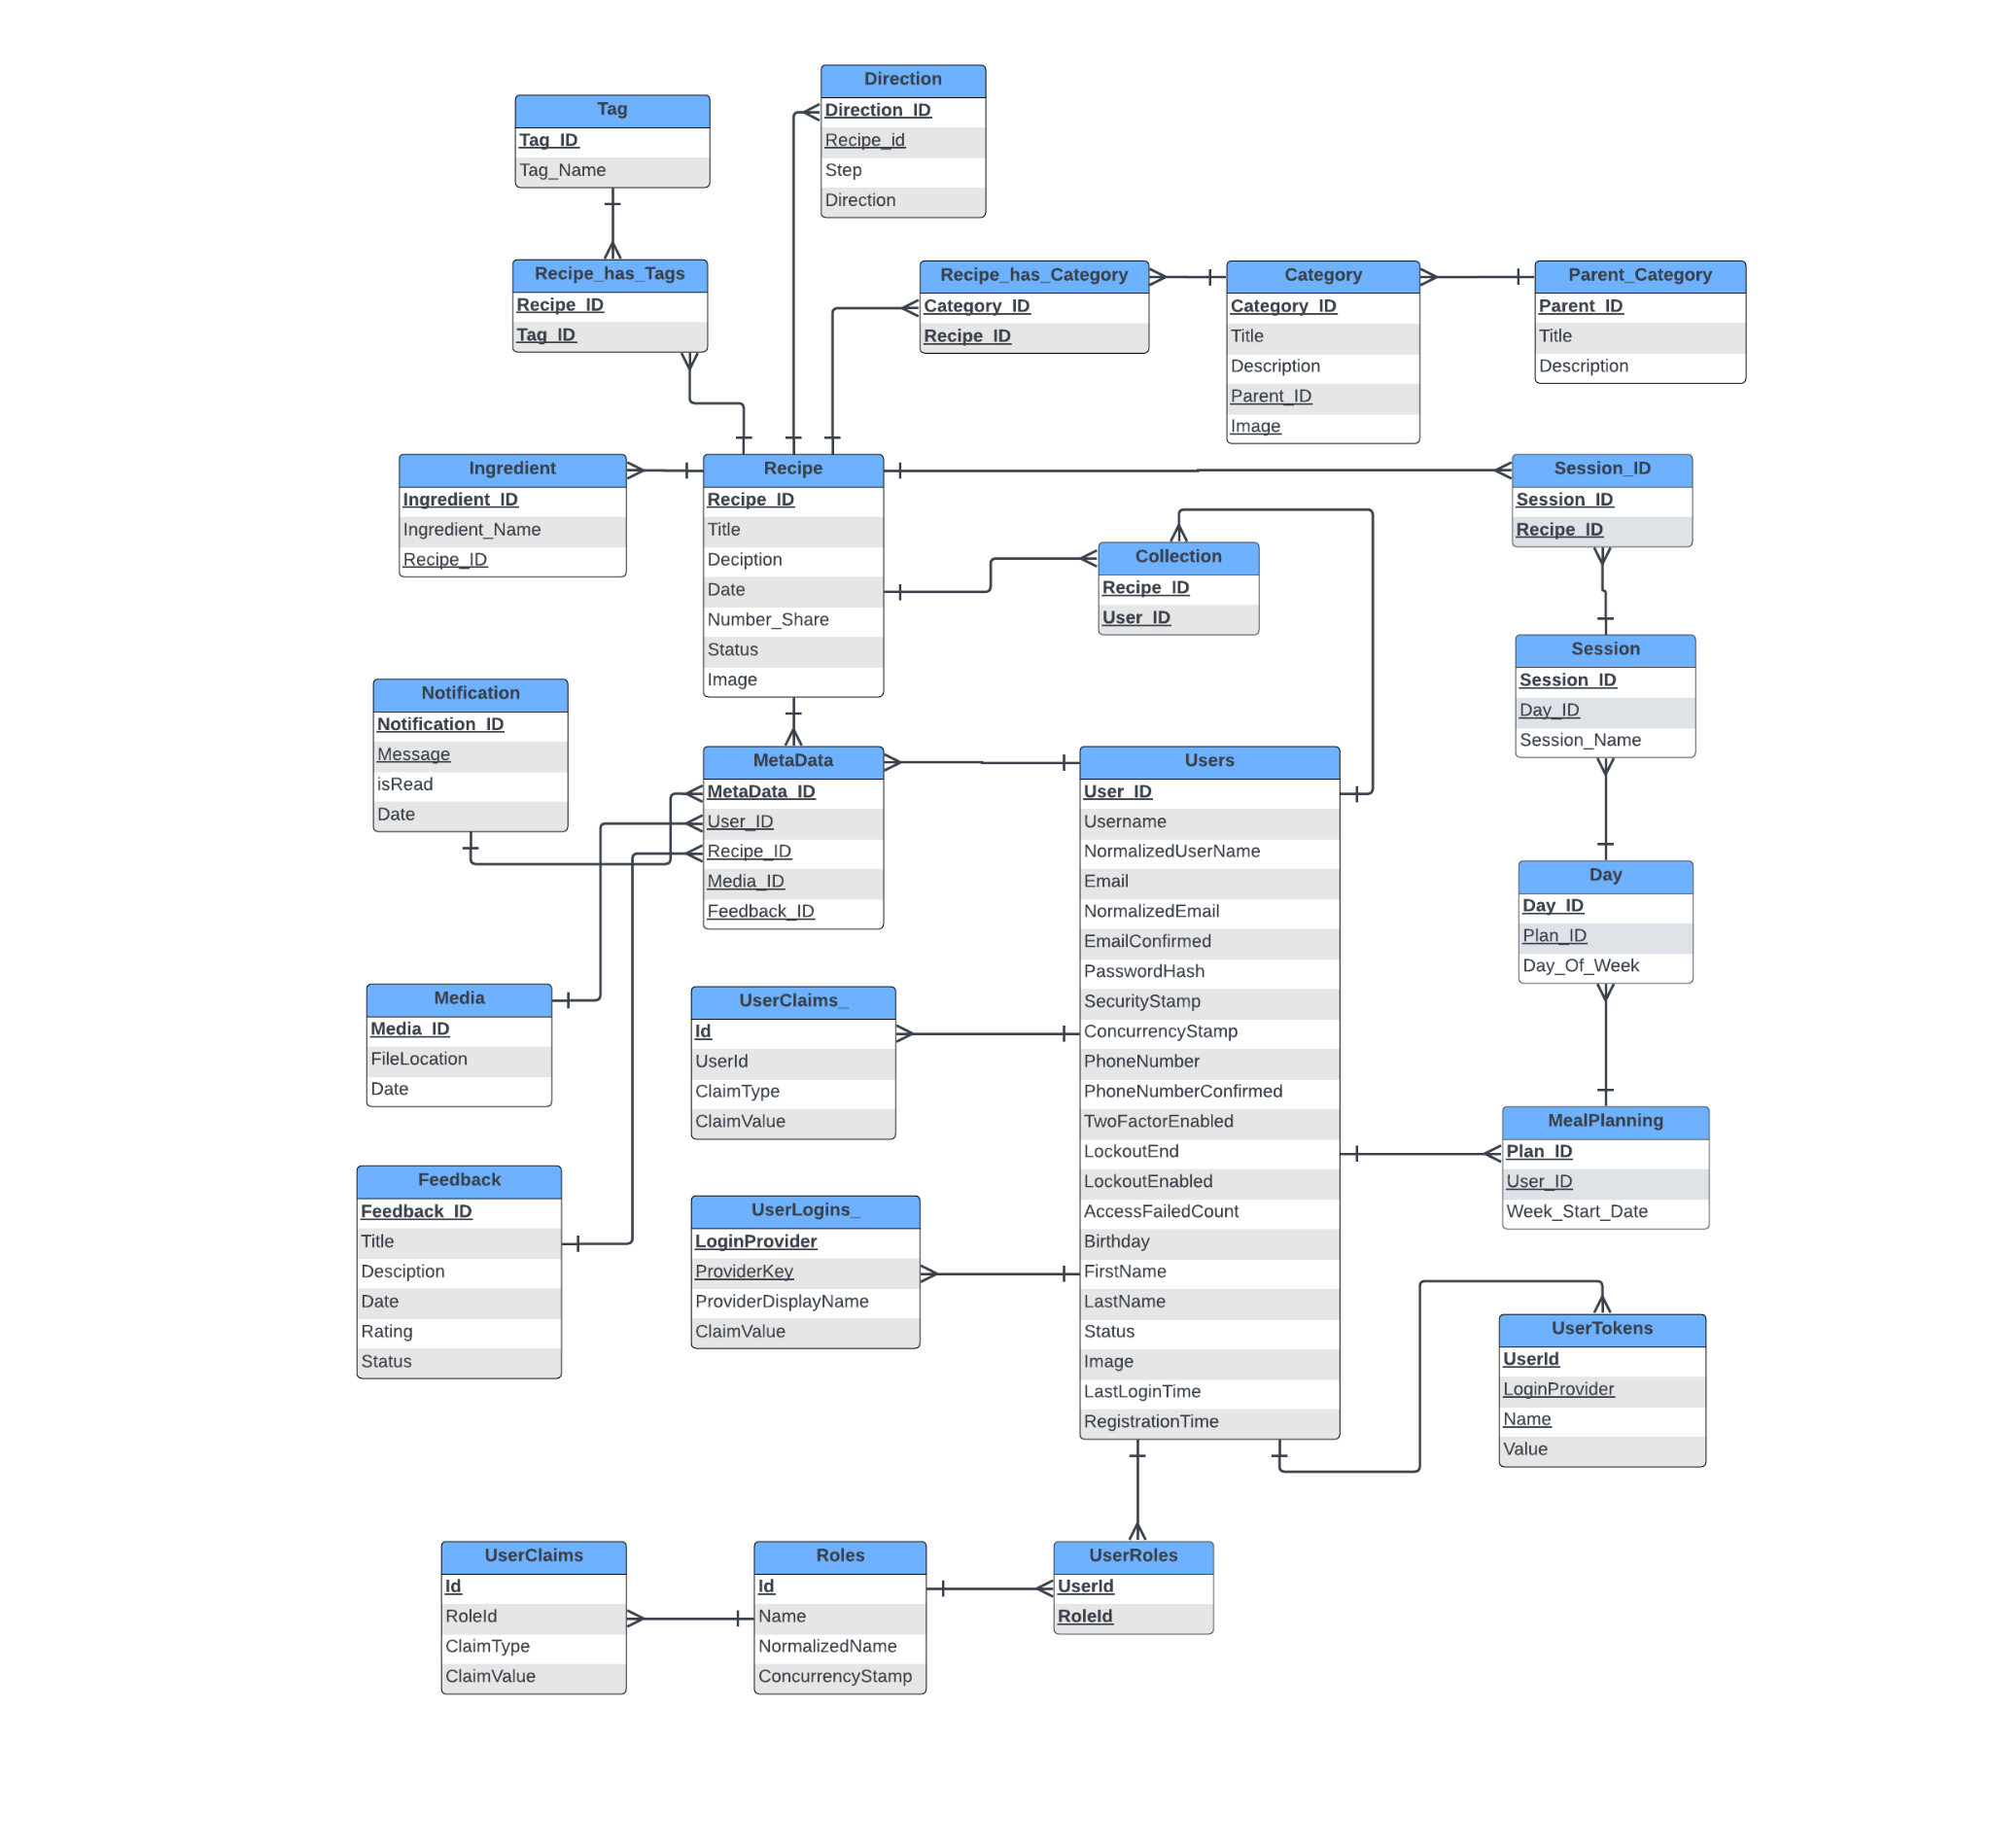 Direction
Direction_ID
Recipe_id
Step
Direction
Tag
Tag_ID
Tag_Name
Recipe_has_Tags
Recipe_ID
Tag_ID
Recipe_has_Category
Category_ID
Recipe_ID
Category
Category_ID
Title
Description
Parent_ID
Image
Parent_Category
Parent_ID
Title
Description
Ingredient
Ingredient_ID
Ingredient_Name
Recipe_ID
Recipe
Recipe_ID
Title
Deciption
Date
Number_Share
Status
Image
Session_ID
Session_ID
Recipe_ID
Collection
Recipe_ID
User_ID
Session
Session_ID
Day_ID
Session_Name
Notification
Notification_ID
Message
isRead
Date
MetaData
MetaData_ID
User_ID
Recipe_ID
Media_ID
Feedback_ID
Users
User_ID
Username
NormalizedUserName
Email
NormalizedEmail
EmailConfirmed
PasswordHash
SecurityStamp
ConcurrencyStamp
PhoneNumber
PhoneNumberConfirmed
TwoFactorEnabled
LockoutEnd
LockoutEnabled
AccessFailedCount
Birthday
FirstName
LastName
Status
Image
LastLoginTime
RegistrationTime
Day
Day_ID
Plan_ID
Day_Of_Week
Media
Media_ID
FileLocation
Date
UserClaims_
Id
UserId
ClaimType
ClaimValue
MealPlanning
Plan_ID
User_ID
Week_Start_Date
Feedback
Feedback_ID
Title
Desciption
Date
Rating
Status
UserLogins_
LoginProvider
ProviderKey
ProviderDisplayName
ClaimValue
UserTokens
UserId
LoginProvider
Name
Value
UserClaims
Id
RoleId
ClaimType
ClaimValue
Roles
Id
Name
NormalizedName
ConcurrencyStamp
UserRoles
UserId
RoleId